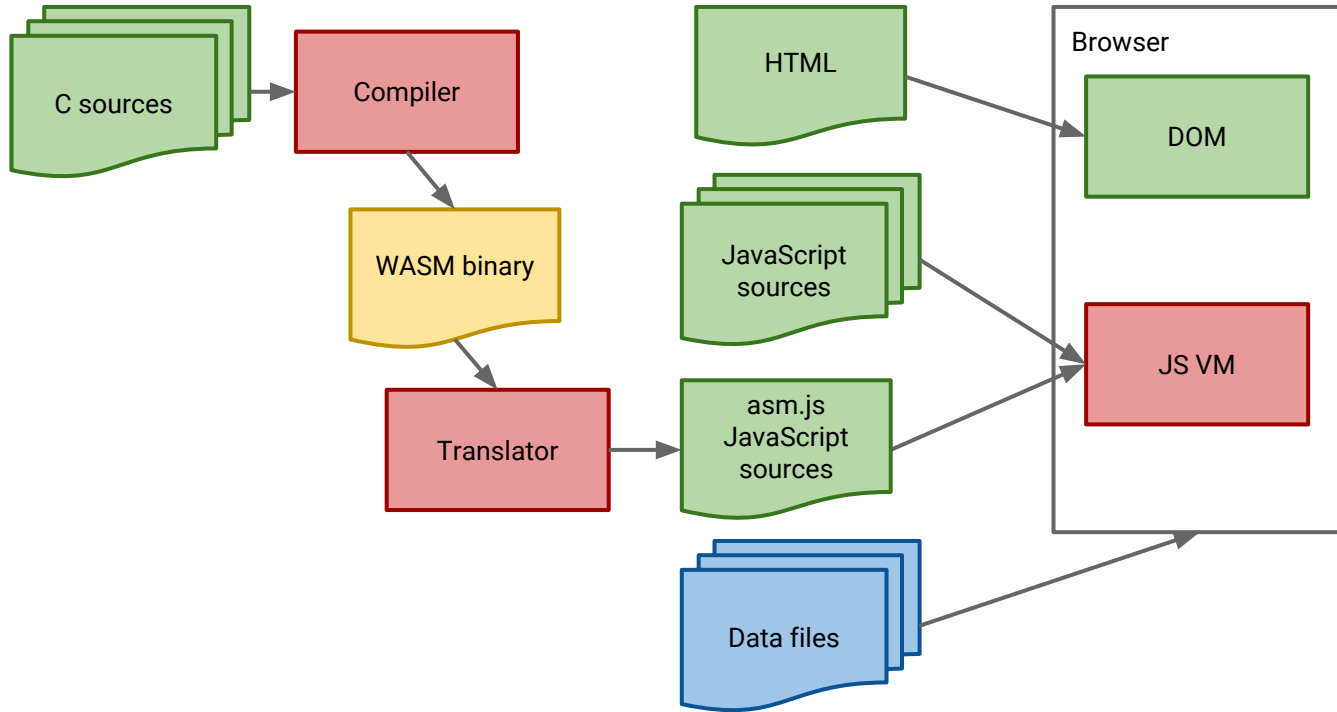 C sources
Compiler
WASM binary
Translator
HTML
JavaScript
sources
asm.js
JavaScript
sources
Data files
Browser
DOM
JS VM